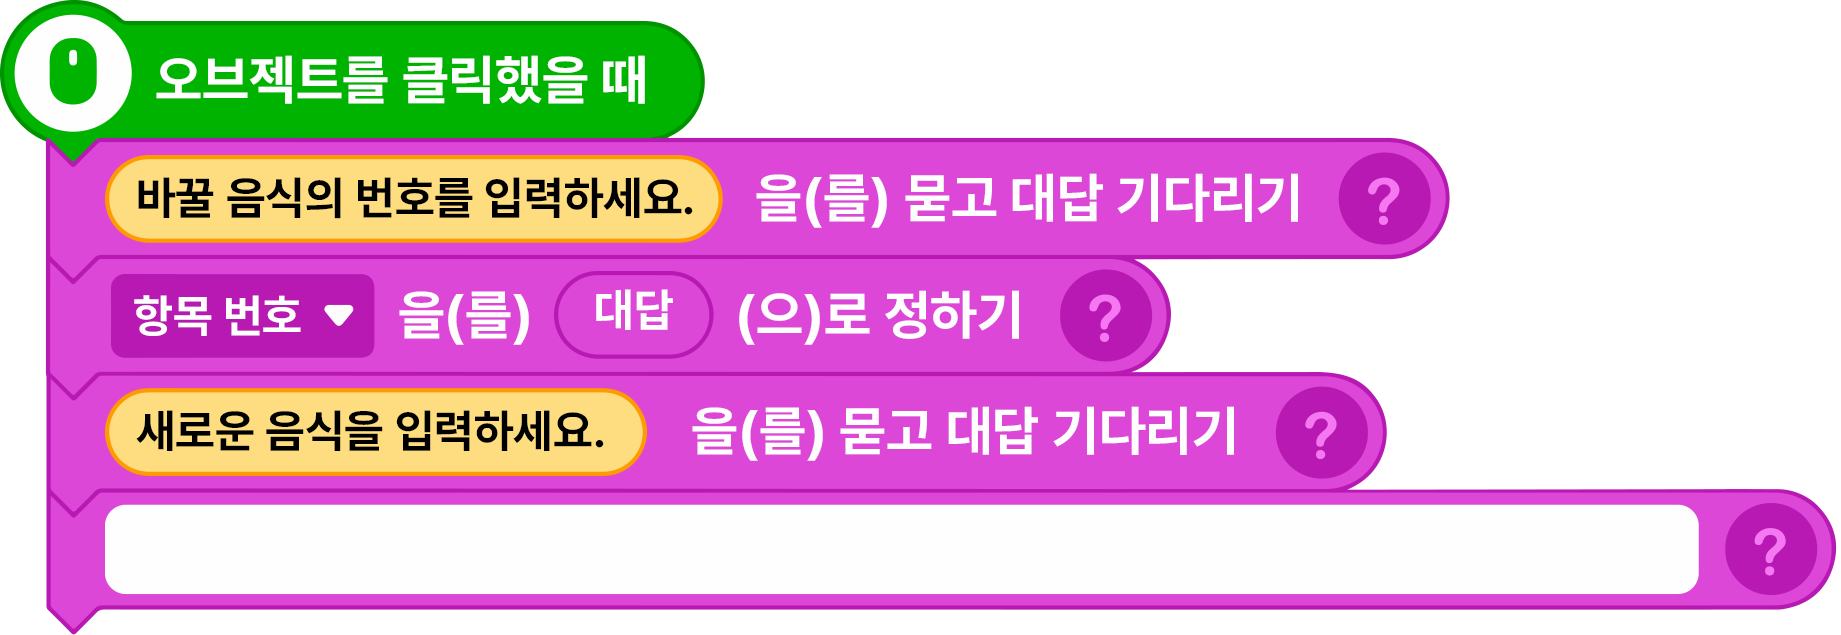 오브젝트를 클릭했을 때
바꿀 음식의 번호를 입력하세요. 을(를) 묻고 대답 기다리기 ?
항목 번호 을(를) 대답 (으)로 정하기 ?
새로운 음식을 입력하세요. 을(를) 묻고 대답 기다리기 ?
?